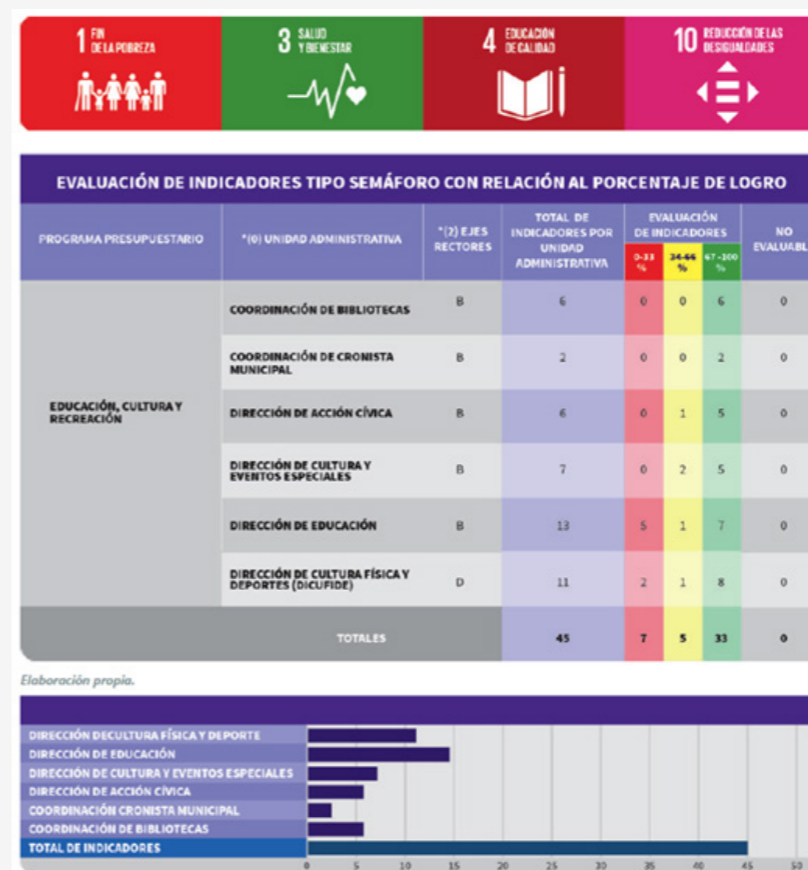 1 FIN
DE LA POBREZA
3 SALUD
Y BIENESTAR
4 EDUCACIÓN
DE CALIDAD
10 REDUCCIÓN DE LAS
DESIGUALDADES
EVALUACIÓN DE INDICADORES TIPO SEMÁFORO CON RELACIÓN AL PORCENTAJE DE LOGRO
PROGRAMA PRESUPUESTARIO
*(0) UNIDAD ADMINISTRATIVA
*(2) EJES
RECTORES
TOTAL DE
INDICADORES POR
UNIDAD
ADMINISTRATIVA
EVALUACIÓN
DE INDICADORES
0-33
%
34-66
%
67-100
%
NO
EVALUABL
EDUCACIÓN, CULTURA Y
RECREACIÓN
COORDINACIÓN DE BIBLIOTECAS B 6 0 0 6 0
COORDINACIÓN DE CRONISTA
MUNICIPAL B 2 0 0 2 0
DIRECCIÓN DE ACCIÓN CÍVICA B 6 0 1 5 0
DIRECCIÓN DE CULTURA Y
EVENTOS ESPECIALES B 7 0 2 5 0
DIRECCIÓN DE EDUCACIÓN B 13 5 1 7 0
DIRECCIÓN DE CULTURA FÍSICA Y
DEPORTES (DICUFIDE) D 11 2 1 8 0
TOTALES 45 7 5 33 0
Elaboración propia.
DIRECCIÓN DECULTURA FÍSICA Y DEPORTE
DIRECCIÓN DE EDUCACIÓN
DIRECCIÓN DE CULTURA Y EVENTOS ESPECIALES
DIRECCIÓN DE ACCIÓN CÍVICA
COORDINACIÓN CRONISTA MUNICIPAL
COORDINACIÓN DE BIBLIOTECAS
TOTAL DE INDICADORES
0 5 10 15 20 25 30 35 40 45 50